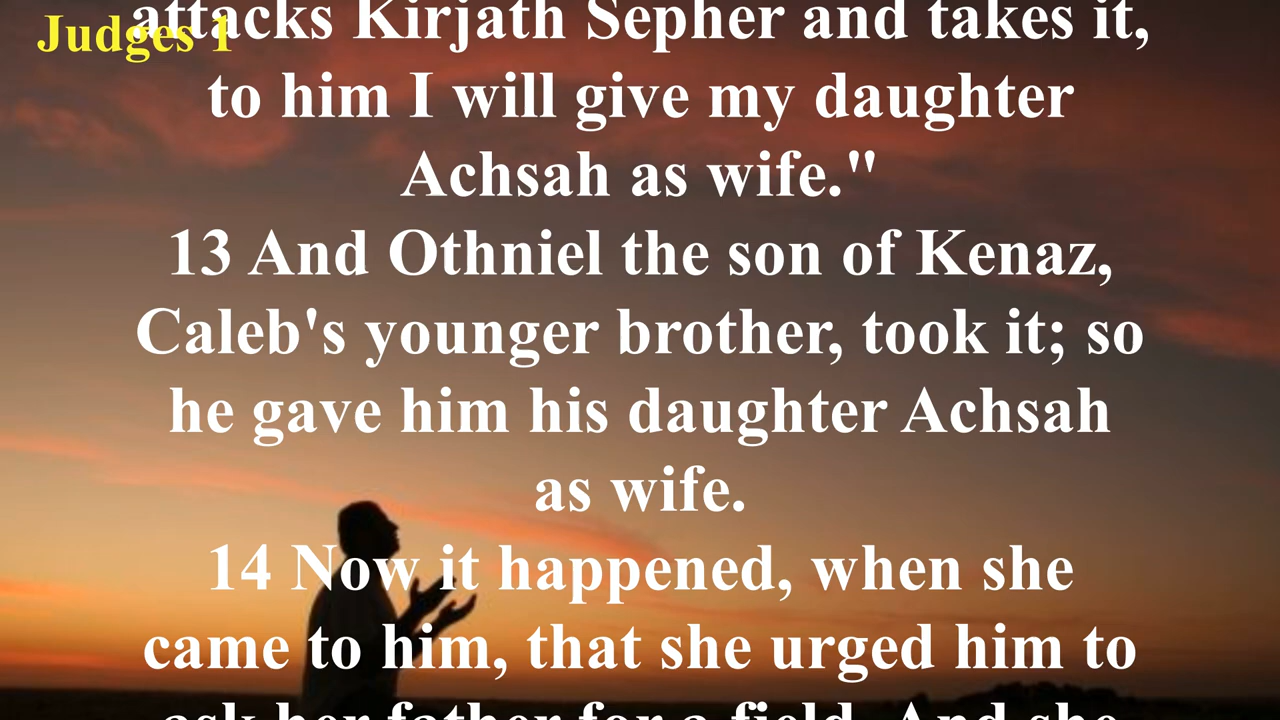 Judges 1
attacks Kirjath Sepher and takes it,
to him I will give my daughter
Achsah as wife."
13 And Othniel the son of Kenaz,
Caleb's younger brother, took it; so
he gave him his daughter Achsah
as wife.
14 Now it happened, when she
came to him, that she urged him to
ask her father for a field. And she